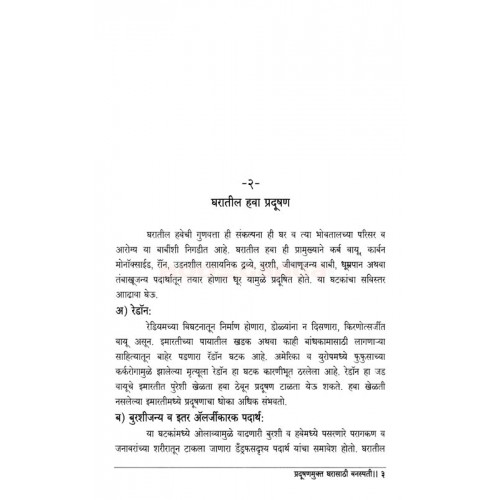 -२-
घरातील हवा प्रदूषण
घरातील हवेची गुणवत्ता ही संकल्पना ही घर व त्या भोवतालच्या परिसर व
आरोग्य या बाबींशी निगडीत आहे. घरातील हवा ही प्रामुख्याने कर्ब वायू, कार्बन
मोनॉक्साईड, रॉन, उडनशील रासायनिक द्रव्ये, बुरशी, जीवाणूजन्य बाबी, धूम्रपान अथवा
तंबाखूजन्य पदार्थातून तयार होणारा धूर यामुळे प्रदूषित होते. या घटकांचा सविस्तर
आढावा घेऊ.
अ) रेडॉन:
रेडियमच्या विघटनातून निर्माण होणारा, डोळ्यांना न दिसणारा, किरणोत्सर्जीत
वायू असून. इमारतीच्या पायातील खडक अथवा काही बांधकामासाठी लागणाऱ्या
साहित्यातून बाहेर पडणारा रेडॉन घटक आहे. अमेरिका व युरोपमध्ये फुफुसाच्या
कर्करोगामुळे झालेल्या मृत्यूला रेडॉन हा घटक कारणीभूत ठरलेला आहे. रेडॉन हा जड
वायूचे इमारतीत पुरेशी खेळता हवा ठेवून प्रदूषण टाळता येऊ शकते. हवा खेळती
नसलेल्या इमारतीमध्ये प्रदूषणाचा धोका अधिक संभवतो.
ब) बुरशीजन्य व इतर ॲलर्जीकारक पदार्थ:
या घटकांमध्ये ओलाव्यामुळे वाढणारी बुरशी व हवेमध्ये पसरणारे परागकण व
जनावरांच्या शरीरातून टाकला जाणारा डँड्रफसदृश्य पदार्थ यांचा समावेश होतो. घरातील
प्रदूषणमुक्त घरासाठी वनस्पती।। ३